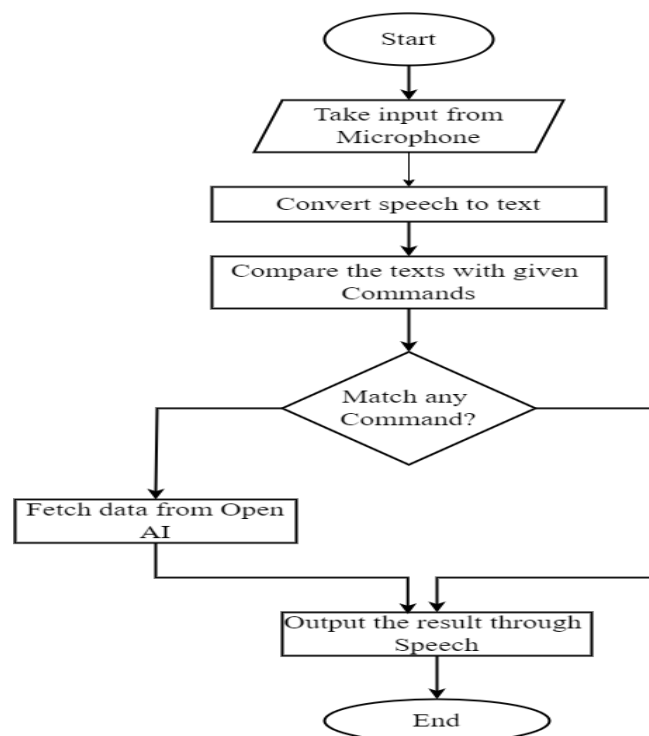 Start
Take input from
Microphone
Convert speech to text
Compare the texts with given
Commands
Match any
Command?
Fetch data from Open
AI
Output the result through
Speech
End